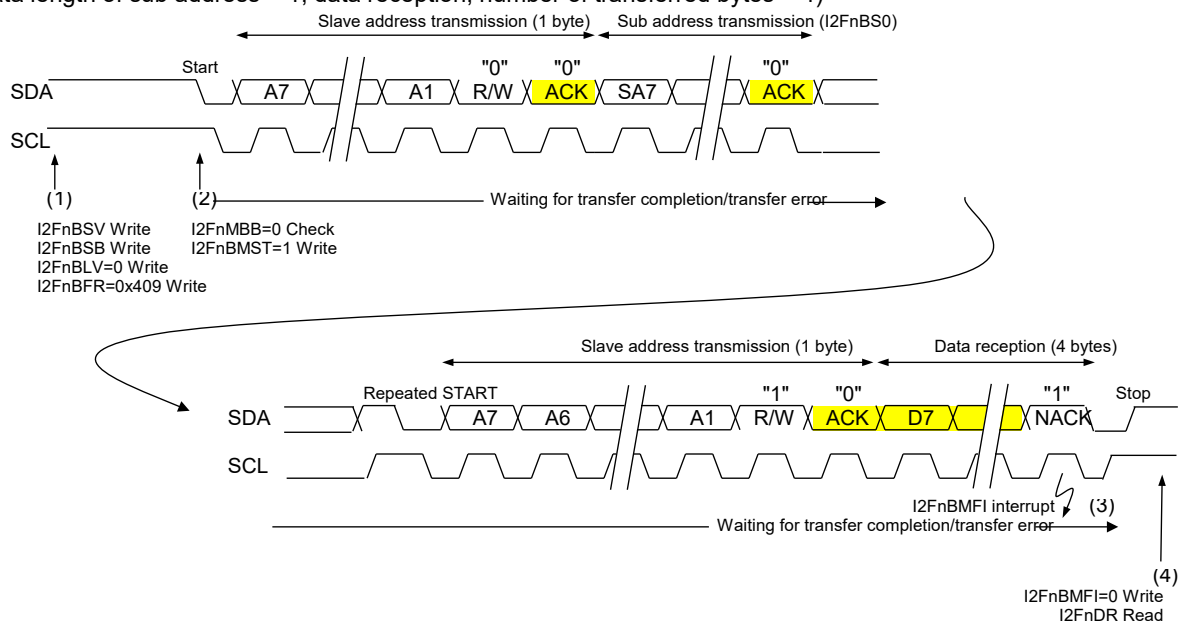 ta length of sub address = 1, data reception, number of transferred bytes = 4)
Slave address transmission (1 byte) Sub address transmission (I2FnBS0)
Start "0" "0" "0"
SDA A7 A1 R/W ACK SA7 ACK
SCL
(1) (2) Waiting for transfer completion/transfer error
I2FnBSV Write I2FnMBB=0 Check
I2FnBSB Write I2FnBMST=1 Write
I2FnBLV=0 Write
I2FnBFR=0x409 Write
Slave address transmission (1 byte) Data reception (4 bytes)
Repeated START "1" "0" "1" Stop
SDA A7 A6 A1 R/W ACK D7 NACK
SCL
I2FnBMFI interrupt (3)
Waiting for transfer completion/transfer error
(4)
I2FnBMFI=0 Write
I2FnDR Read